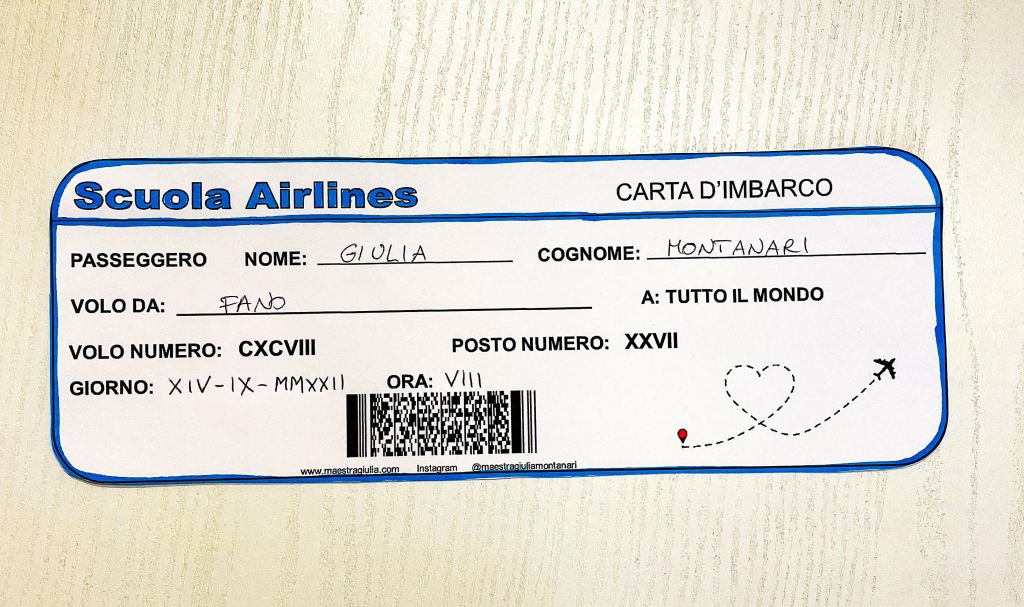 Scuola Airlines CARTA D'IMBARCO
PASSEGGERO NOME: GIULIA COGNOME: MONTANARI
VOLO DA: FANO A: TUTTO IL MONDO
VOLO NUMERO: CXCVIII POSTO NUMERO: XXVII
GIORNO: XIV-IX-MMXXII ORA: VIII
www.maestragiulia.com Instagram @maestragiuliamontanari